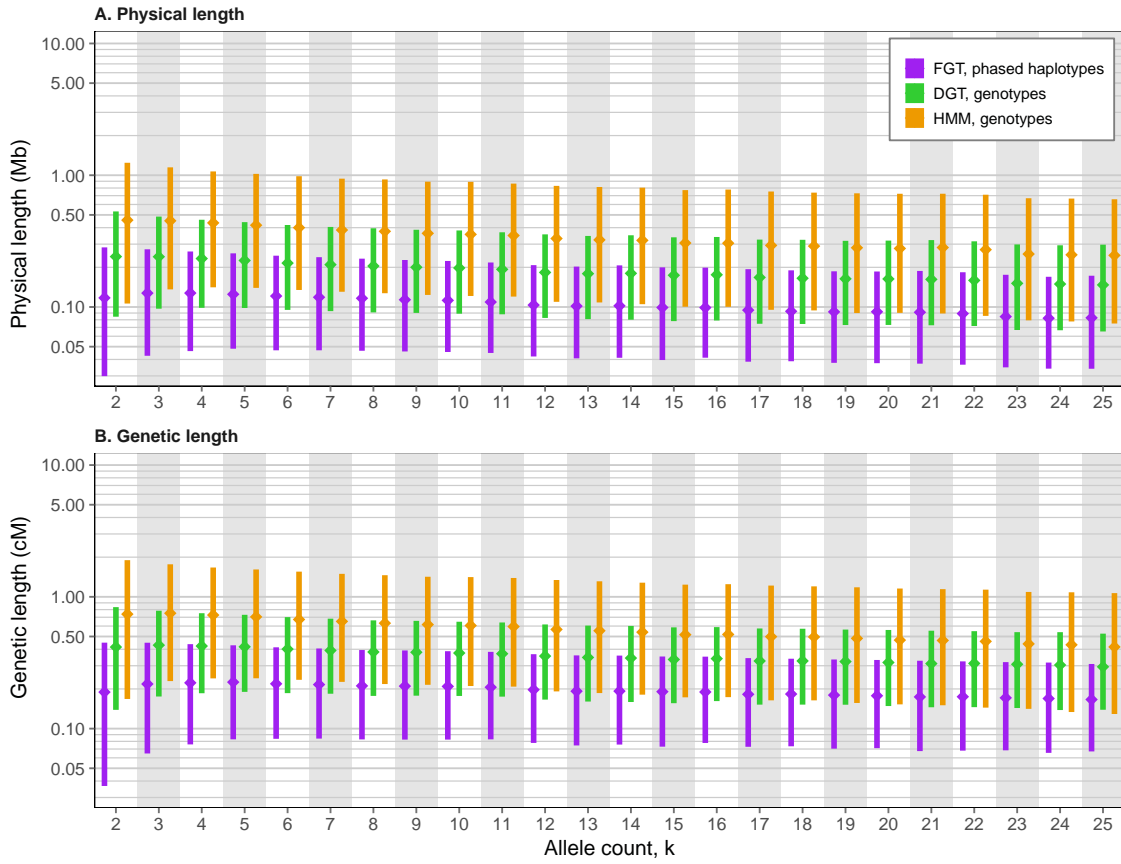 A. Physical length
10.00
5.00
1.00
0.50
0.10
0.05
Physical length (Mb)
FGT, phased haplotypes
DGT, genotypes
HMM, genotypes
2 3 4 5 6 7 8 9 10 11 12 13 14 15 16 17 18 19 20 21 22 23 24 25
B. Genetic length
10.00
5.00
1.00
0.50
0.10
0.05
Genetic length (cM)
2 3 4 5 6 7 8 9 10 11 12 13 14 15 16 17 18 19 20 21 22 23 24 25
Allele count, k